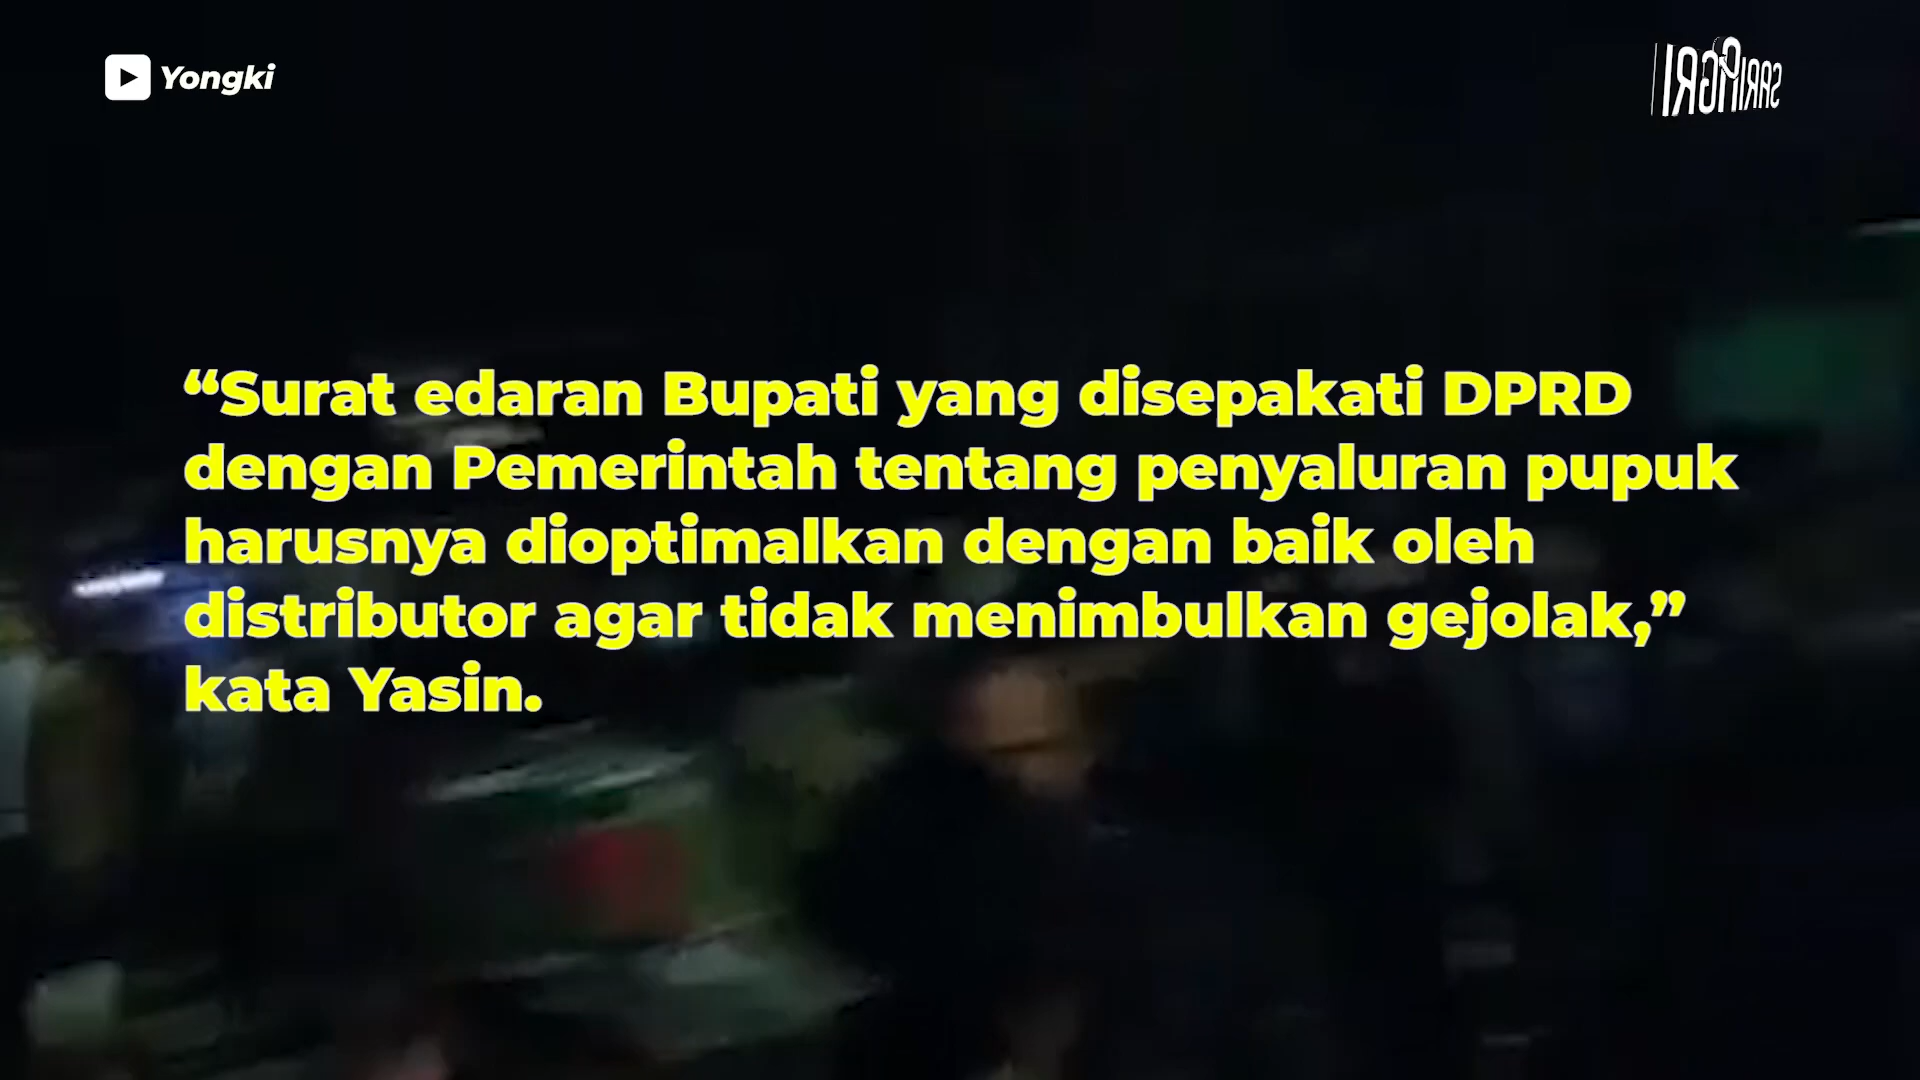 Yongki
SARINGRI
“Surat edaran Bupati yang disepakati DPRD
dengan Pemerintah tentang penyaluran pupuk
harusnya dioptimalkan dengan baik oleh
distributor agar tidak menimbulkan gejolak,”
kata Yasin.